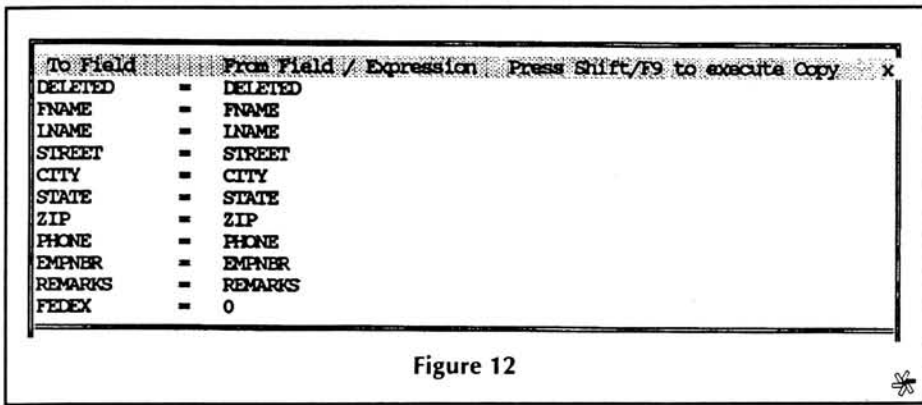 To Field From Field / Expression Press Shift/F9 to execute Copy x
DELETED = DELETED
FNAME = FNAME
LNAME = LNAME
STREET = STREET
CITY = CITY
STATE = STATE
ZIP = ZIP
PHONE = PHONE
EMPNBR = EMPNBR
REMARKS = REMARKS
FEDEX = 0
Figure 12